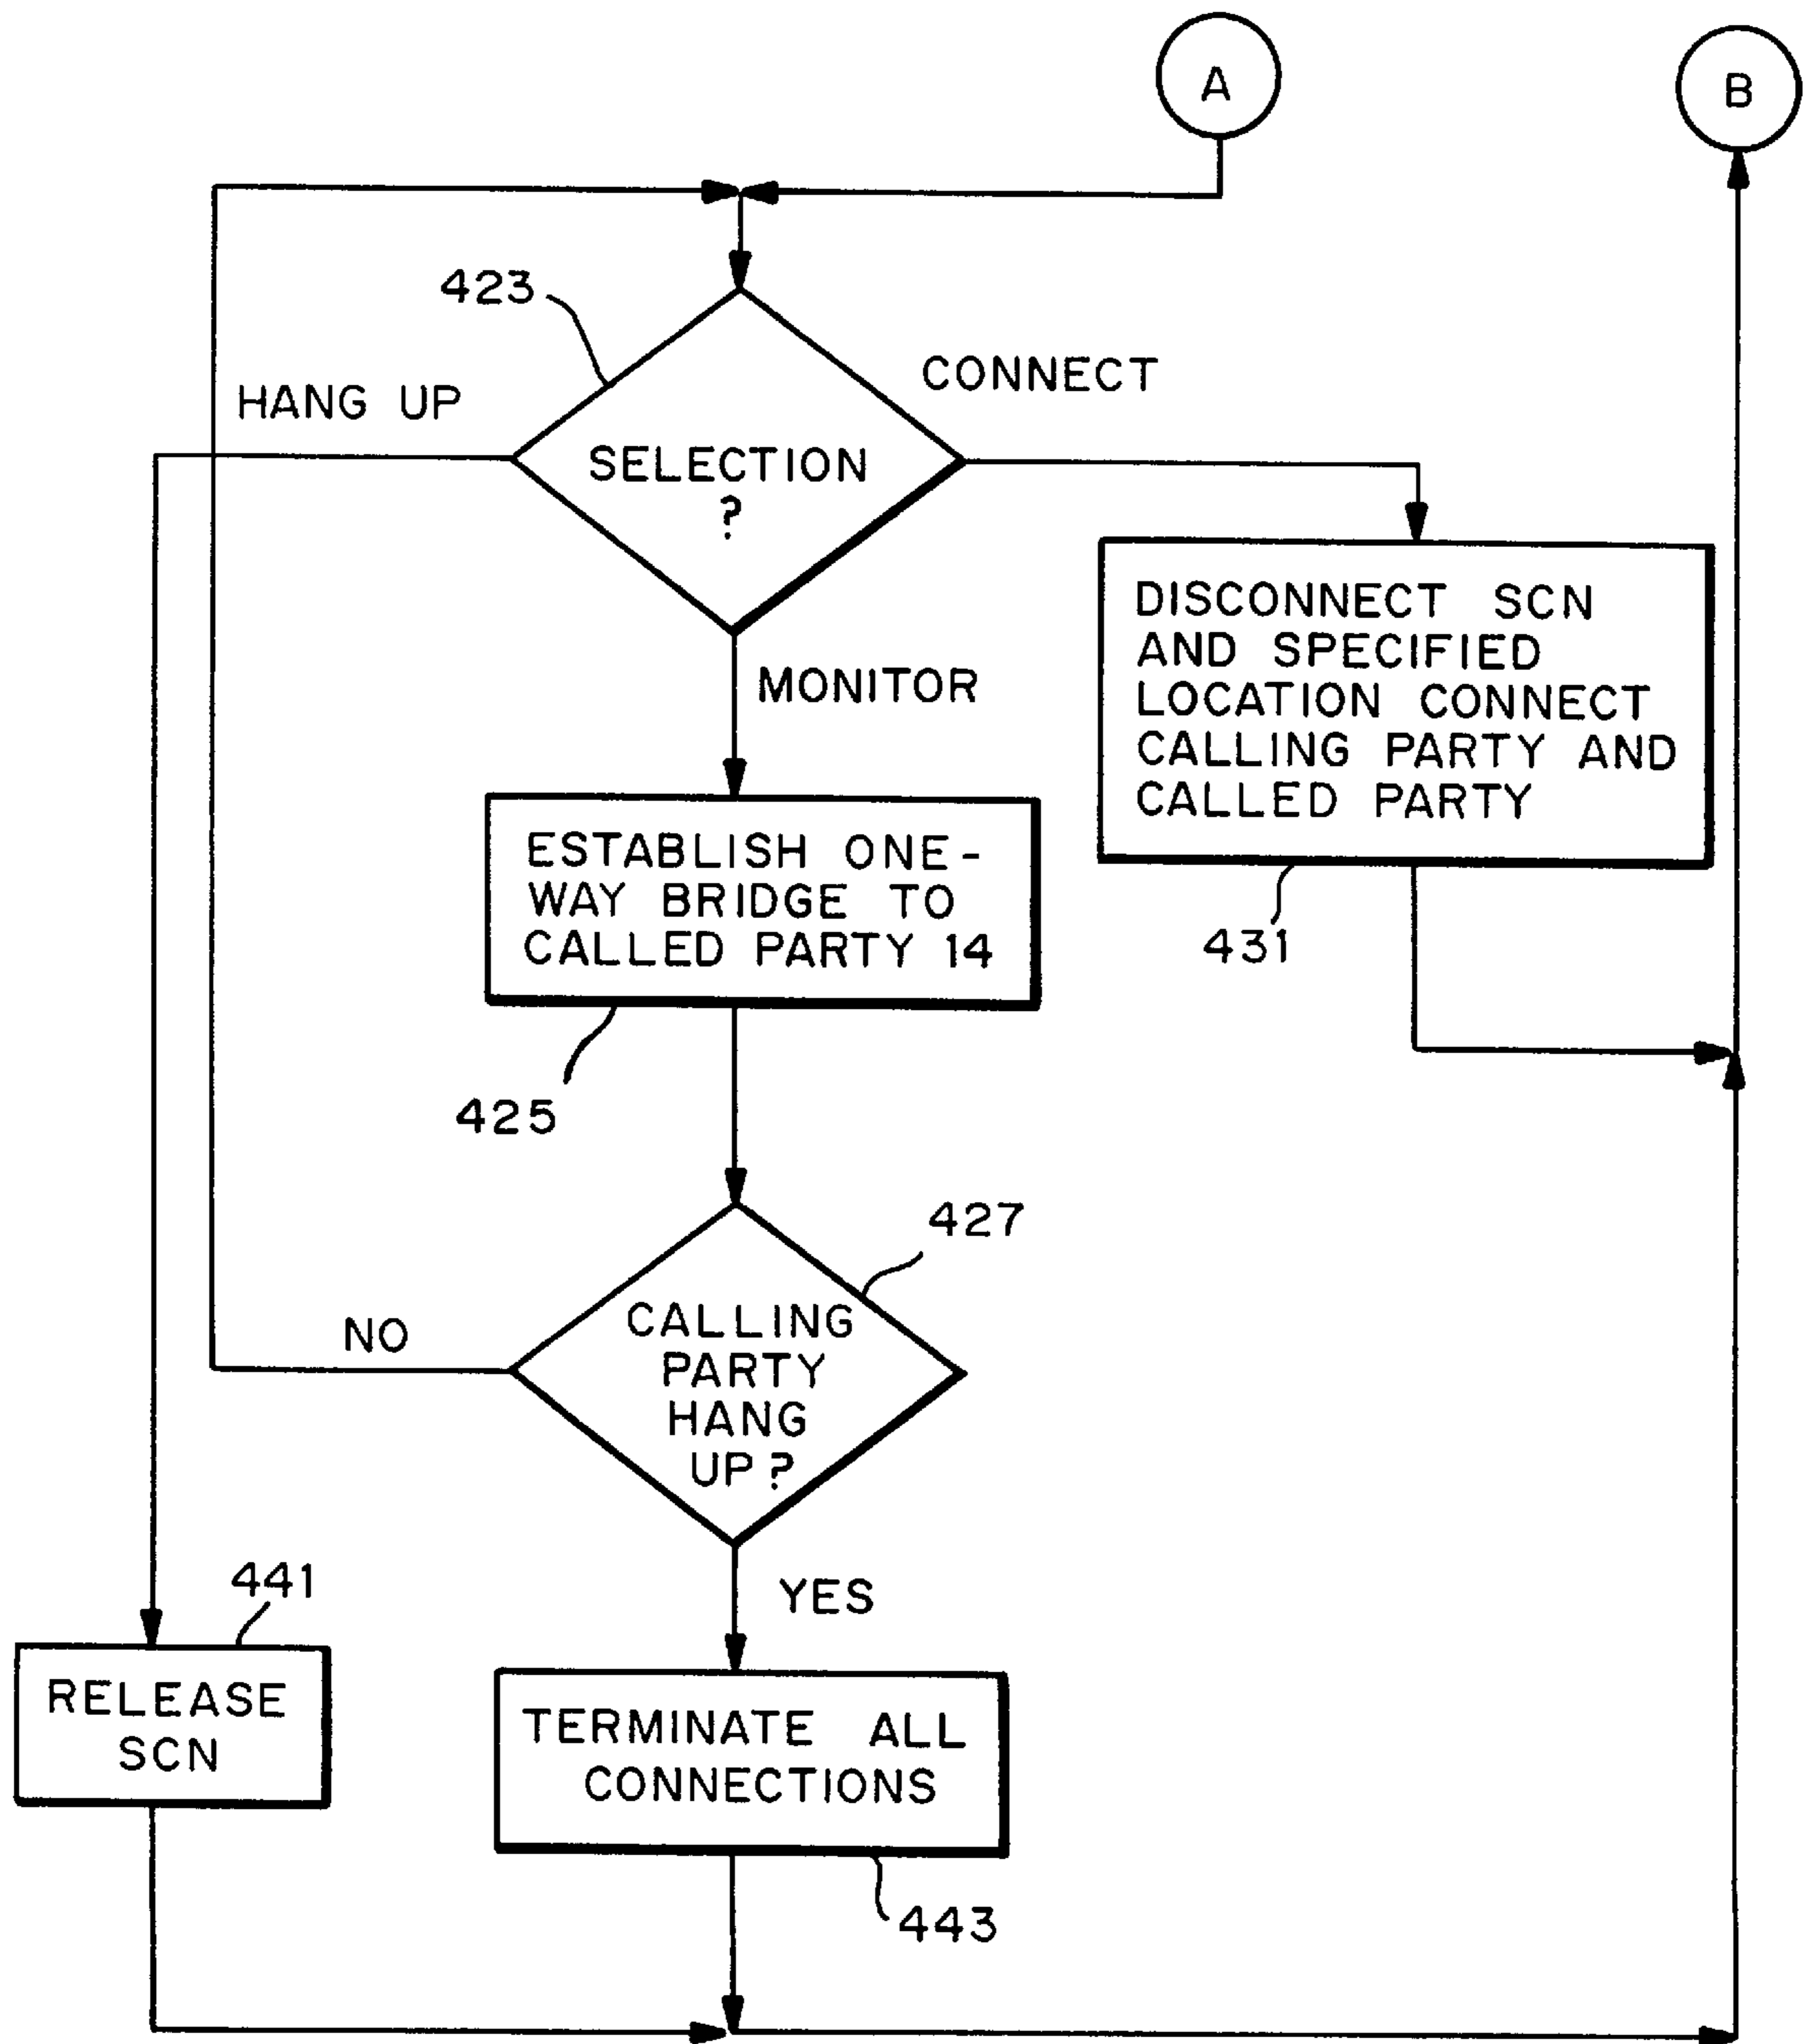 A
B
423
HANG UP
CONNECT
SELECTION
?
MONITOR
DISCONNECT SCN
AND SPECIFIED
LOCATION CONNECT
CALLING PARTY AND
CALLED PARTY
431
ESTABLISH ONE-
WAY BRIDGE TO
CALLED PARTY 14
425
427
CALLING
PARTY
HANG
UP?
NO
YES
441
RELEASE
SCN
TERMINATE ALL
CONNECTIONS
443